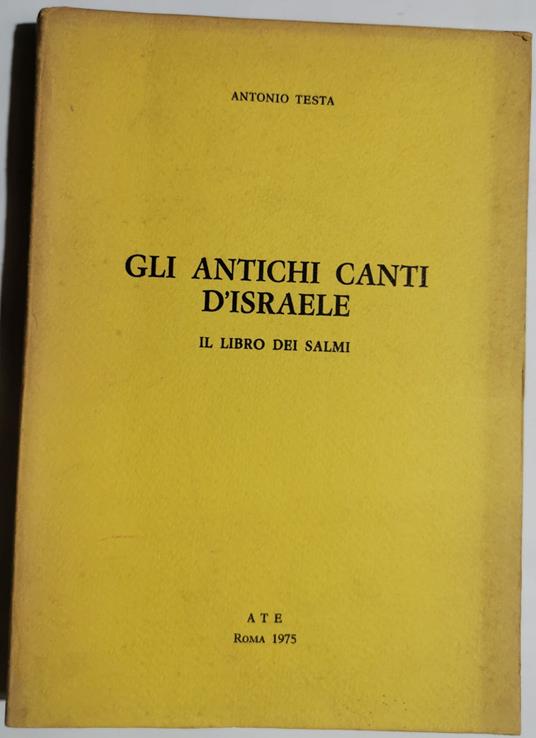 ANTONIO TESTA
GLI ANTICHI CANTI
D'ISRAELE
IL LIBRO DEI SALMI
A T E
ROMA 1975